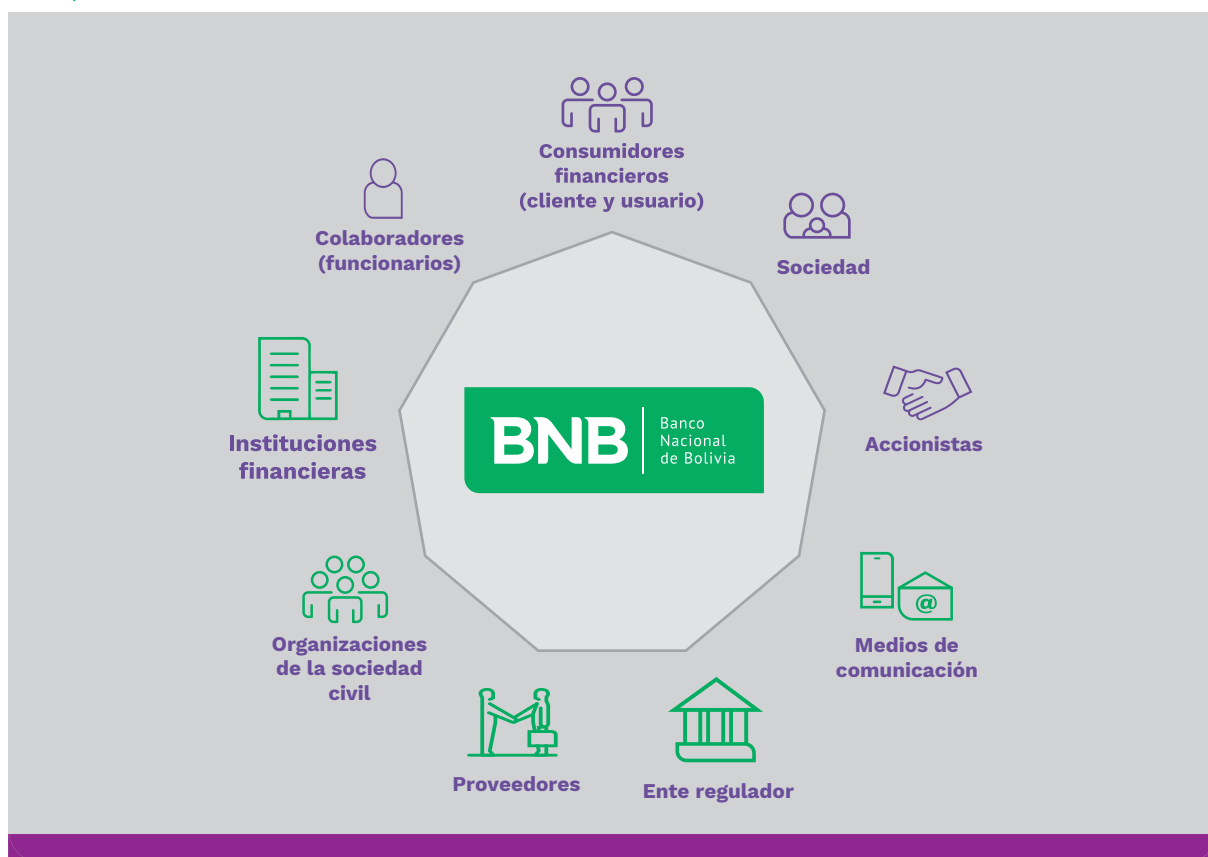 Consumidores
financieros
(cliente y usuario)
Colaboradores
(funcionarios)
Sociedad
Instituciones
financieras
BNB
Banco
Nacional
de Bolivia
Accionistas
Organizaciones
de la sociedad
civil
@
Medios de
comunicación
Proveedores
Ente regulador